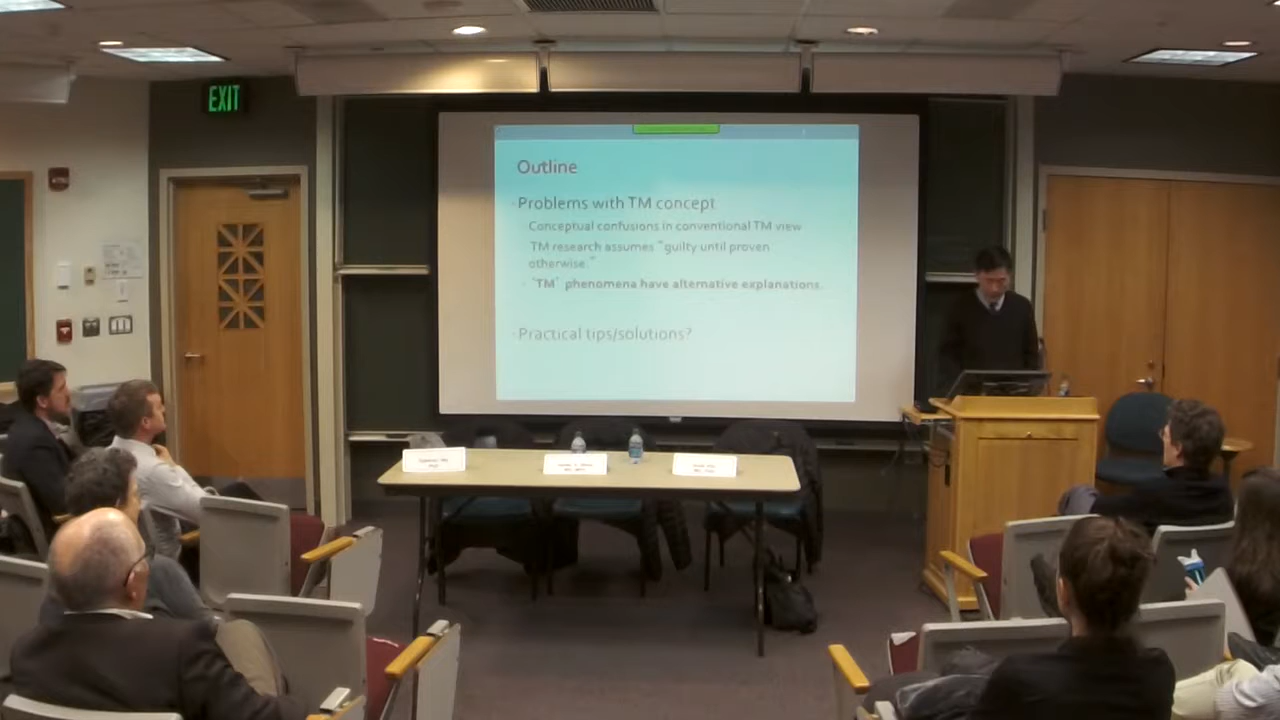 EXIT
Outline
Problems with TM concept
Conceptual confusions in conventional TM view
TM research assumes "guilty until proven
otherwise."
"TM" phenomena have alternative explanations.
Practical tips/solutions?